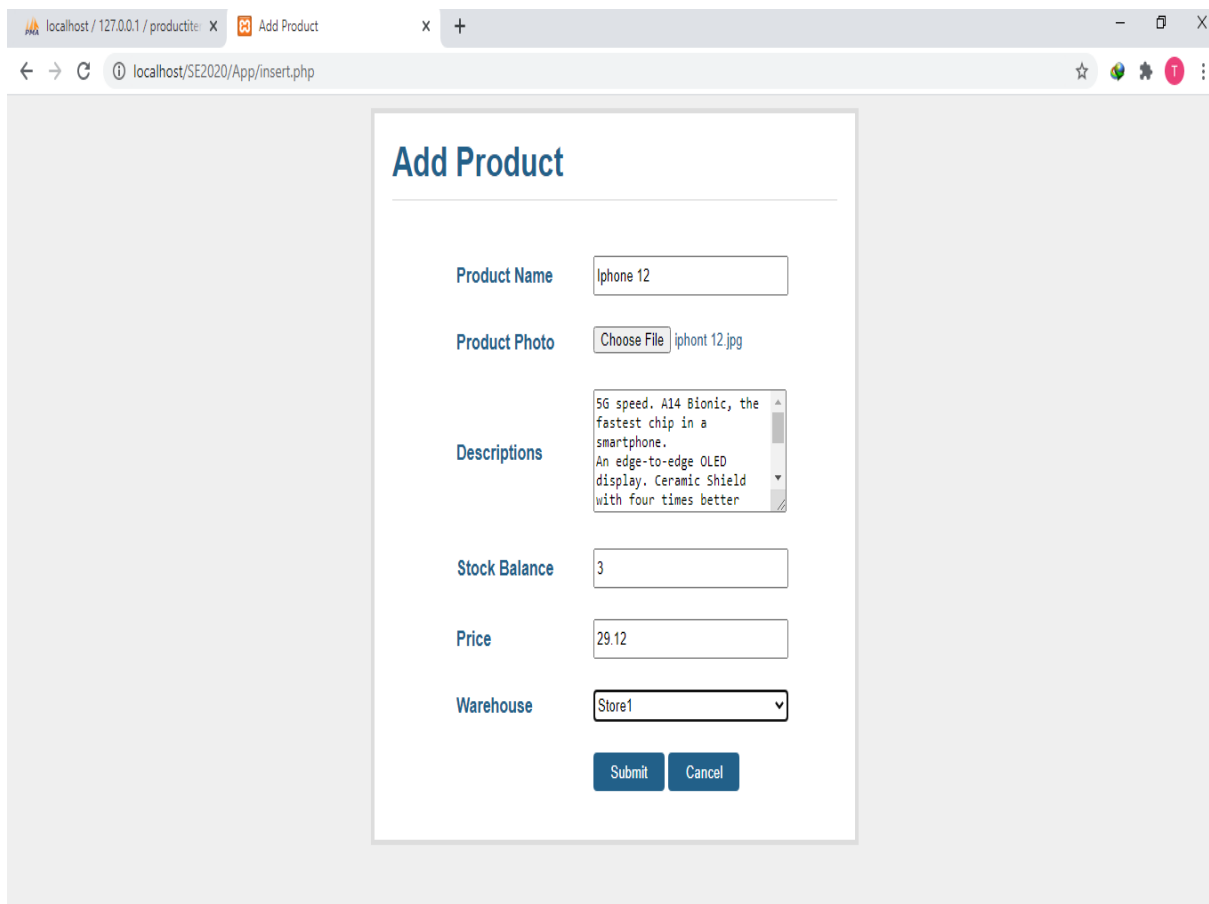 PMA localhost / 127.0.0.1 / productite
Add Product
localhost/SE2020/App/insert.php
T
Add Product
Product Name Iphone 12
Product Photo Choose File iphont 12.jpg
Descriptions
5G speed. A14 Bionic, the
fastest chip in a
smartphone.
An edge-to-edge OLED
display. Ceramic Shield
with four times better
Stock Balance 3
Price 29.12
Warehouse Store1
Submit Cancel